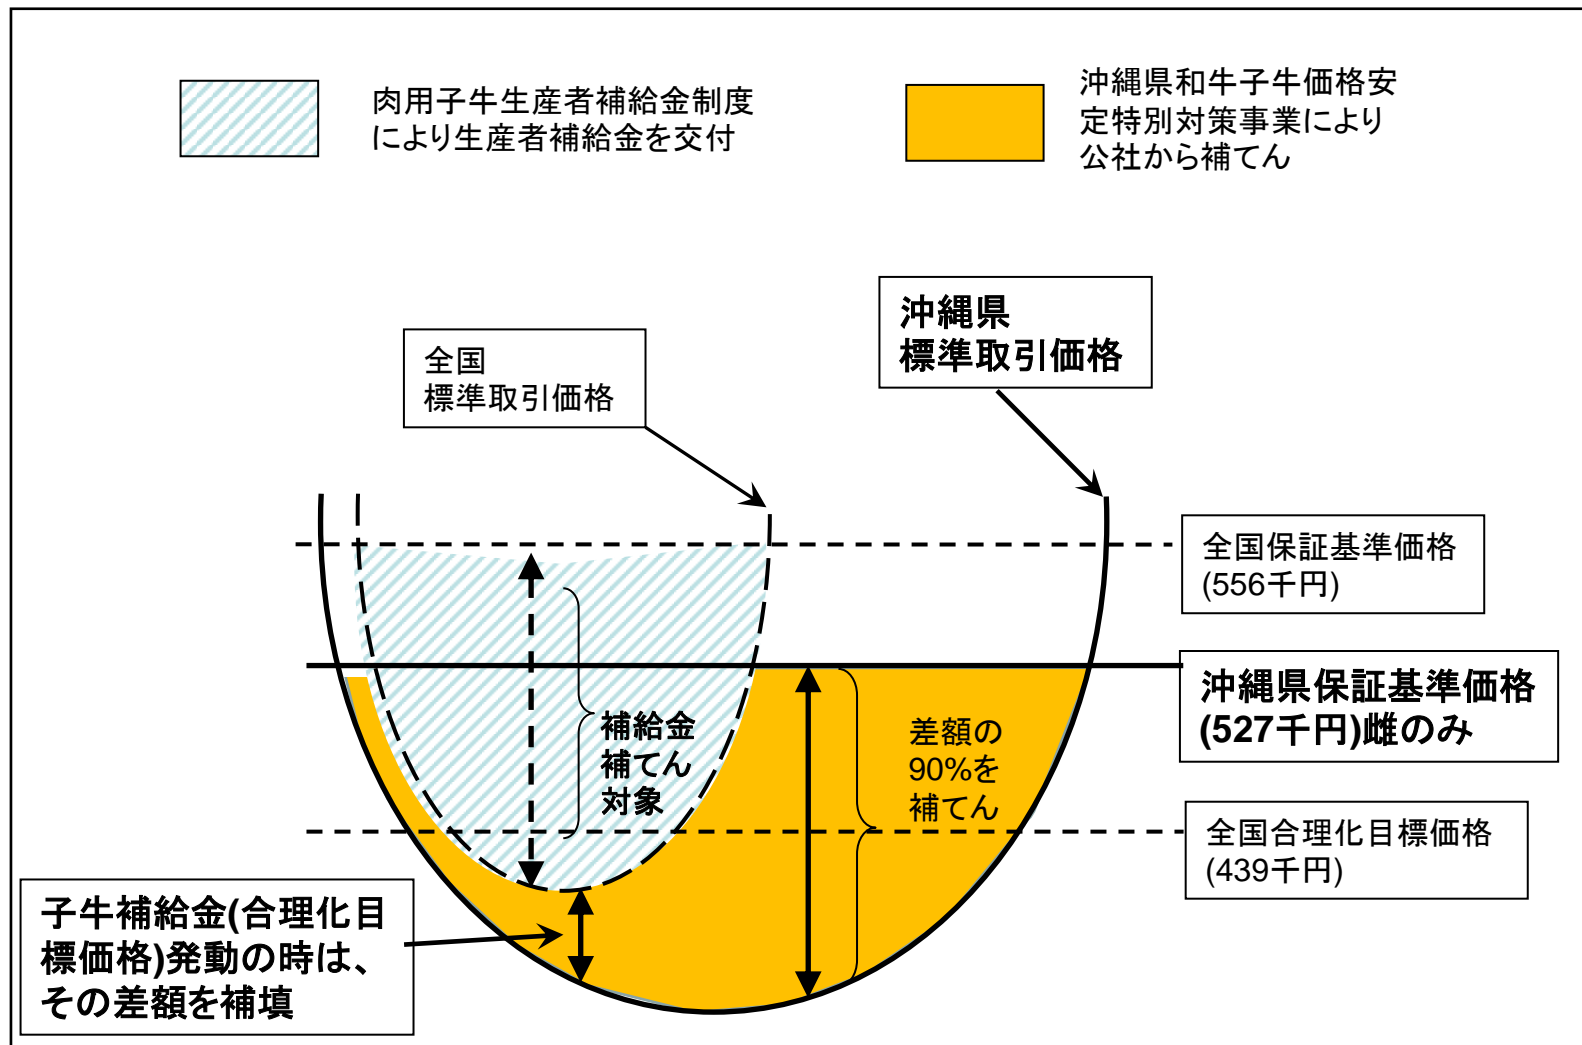 肉用子牛生産者補給金制度
により生産者補給金を交付
沖縄県和牛子牛価格安
定特別対策事業により
公社から補てん
全国
標準取引価格
沖縄県
標準取引価格
全国保証基準価格
(556千円)
沖縄県保証基準価格
(527千円)雌のみ
補給金
補てん
対象
差額の
90%を
補てん
全国合理化目標価格
(439千円)
子牛補給金(合理化目
標価格)発動の時は、
その差額を補填